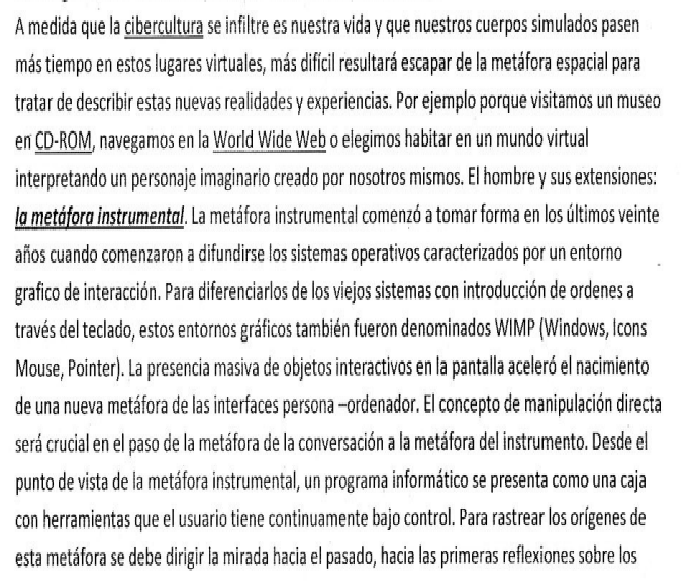 A medida que la cibercultura se infiltre es nuestra vida y que nuestros cuerpos simulados pasen
más tiempo en estos lugares virtuales, más difícil resultará escapar de la metáfora espacial para
tratar de describir estas nuevas realidades y experiencias. Por ejemplo porque visitamos un museo
en CD-ROM, navegamos en la World Wide Web o elegimos habitar en un mundo virtual
interpretando un personaje imaginario creado por nosotros mismos. El hombre y sus extensiones:
la metáfora instrumental. La metáfora instrumental comenzó a tomar forma en los últimos veinte
años cuando comenzaron a difundirse los sistemas operativos caracterizados por un entorno
grafico de interacción. Para diferenciarlos de los viejos sistemas con introducción de ordenes a
través del teclado, estos entornos gráficos también fueron denominados WIMP (Windows, Icons
Mouse, Pointer). La presencia masiva de objetos interactivos en la pantalla aceleró el nacimiento
de una nueva metáfora de las interfaces persona –ordenador. El concepto de manipulación directa
será crucial en el paso de la metáfora de la conversación a la metáfora del instrumento. Desde el
punto de vista de la metáfora instrumental, un programa informático se presenta como una caja
con herramientas que el usuario tiene continuamente bajo control. Para rastrear los orígenes de
esta metáfora se debe dirigir la mirada hacia el pasado, hacia las primeras reflexiones sobre los